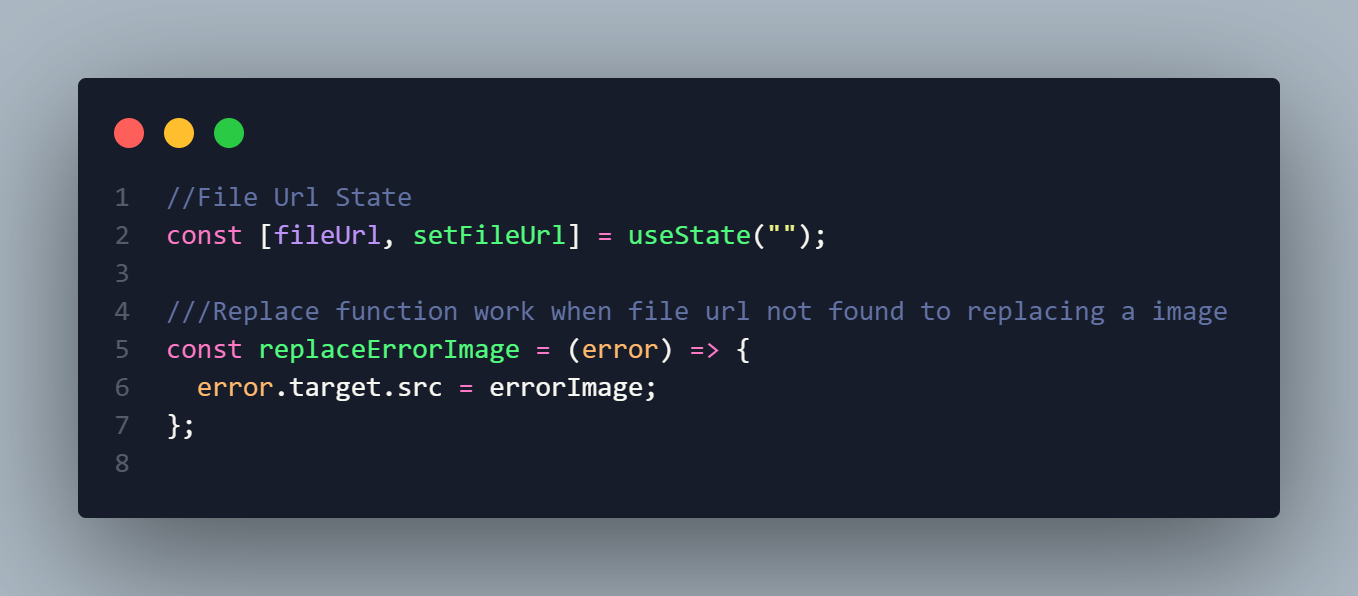 1 //File Url State
2 const [fileUrl, setFileUrl] = useState("");
3
4 ///Replace function work when file url not found to replacing a image
5 const replaceErrorImage = (error) => {
6   error.target.src = errorImage;
7 };
8